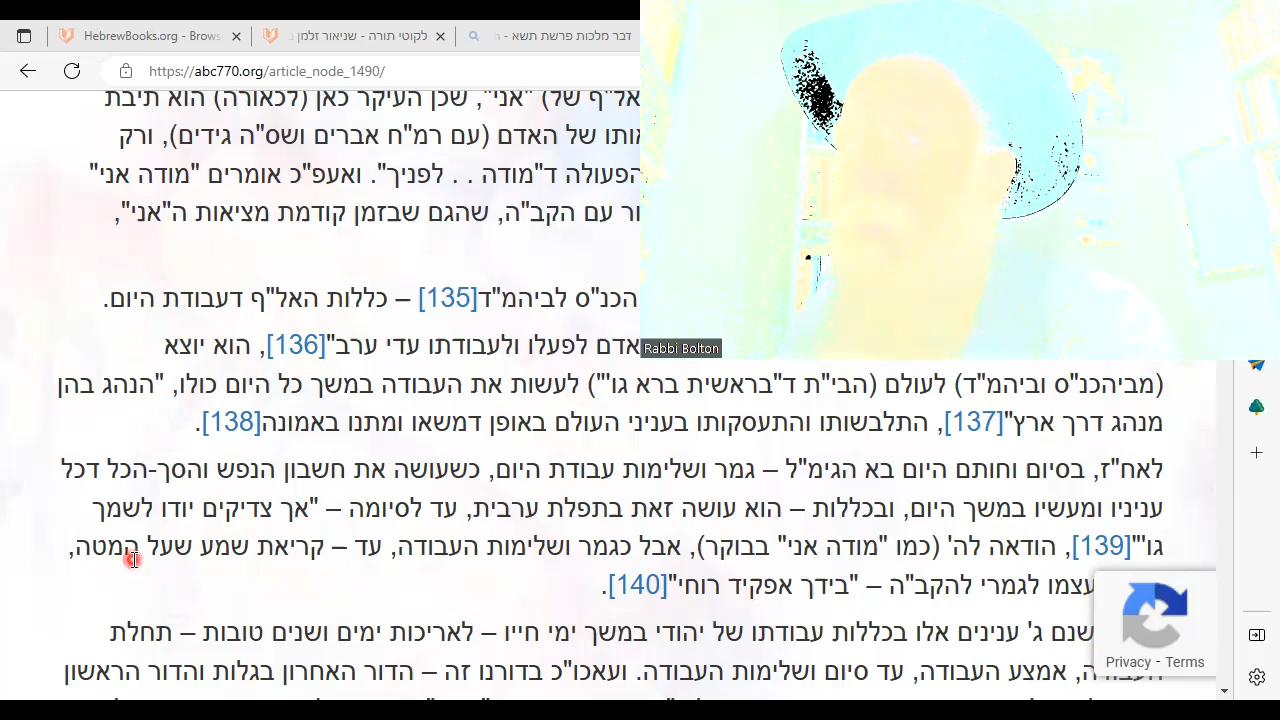 HebrewBooks.org - Brows
לקוטי תורה - שניאור זלמן
דבר מלכות פרשת תשא - h
https://abc770.org/article_node_1490/
אל"ף של) "אני", שכן העיקר כאן (לכאורה) הוא תיבת
אותו של האדם (עם רמ"ח אברים ושס"ה גידים), ורק
הפעולה ד"מודה . . לפניך". ואעפ"כ אומרים "מודה אני"
ור עם הקב"ה, שהגם שבזמן קודמת מציאות ה"אני",
הכנ"ס לביהמ"ד[135] – כללות האל"ף דעבודת היום.
אדם לפעלו ולעבודתו עדי ערב"[136], הוא יוצא
(מביהכנ"ס וביהמ"ד) לעולם (הבי"ת ד"בראשית ברא גו'") לעשות את העבודה במשך כל היום כולו, "הנהג בהן
מנהג דרך ארץ"[137], התלבשותו והתעסקותו בעניני העולם באופן דמשאו ומתנו באמונה[138].
לאח"ז, בסיום וחותם היום בא הגימ"ל – גמר ושלימות עבודת היום, כשעושה את חשבון הנפש והסך-הכל דכל
עניניו ומעשיו במשך היום, ובכללות – הוא עושה זאת בתפלת ערבית, עד לסיומה – "אך צדיקים יודו לשמך
גו'"[139], הודאה לה' (כמו "מודה אני" בבוקר), אבל כגמר ושלימות העבודה, עד – קריאת שמע שעל המטה,
עצמו לגמרי להקב"ה – "בידך אפקיד רוחי"[140].
שנם ג' ענינים אלו בכללות עבודתו של יהודי במשך ימי חייו – לאריכות ימים ושנים טובות – תחלת
העבודה, אמצע העבודה, עד סיום ושלימות העבודה. ועאכו"כ בדורנו זה – הדור האחרון בגלות והדור הראשון
Rabbi Bolton
Privacy - Terms